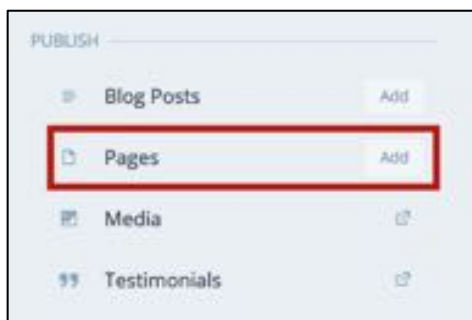 PUBLISH
Blog Posts Add
Pages Add
Media
Testimonials